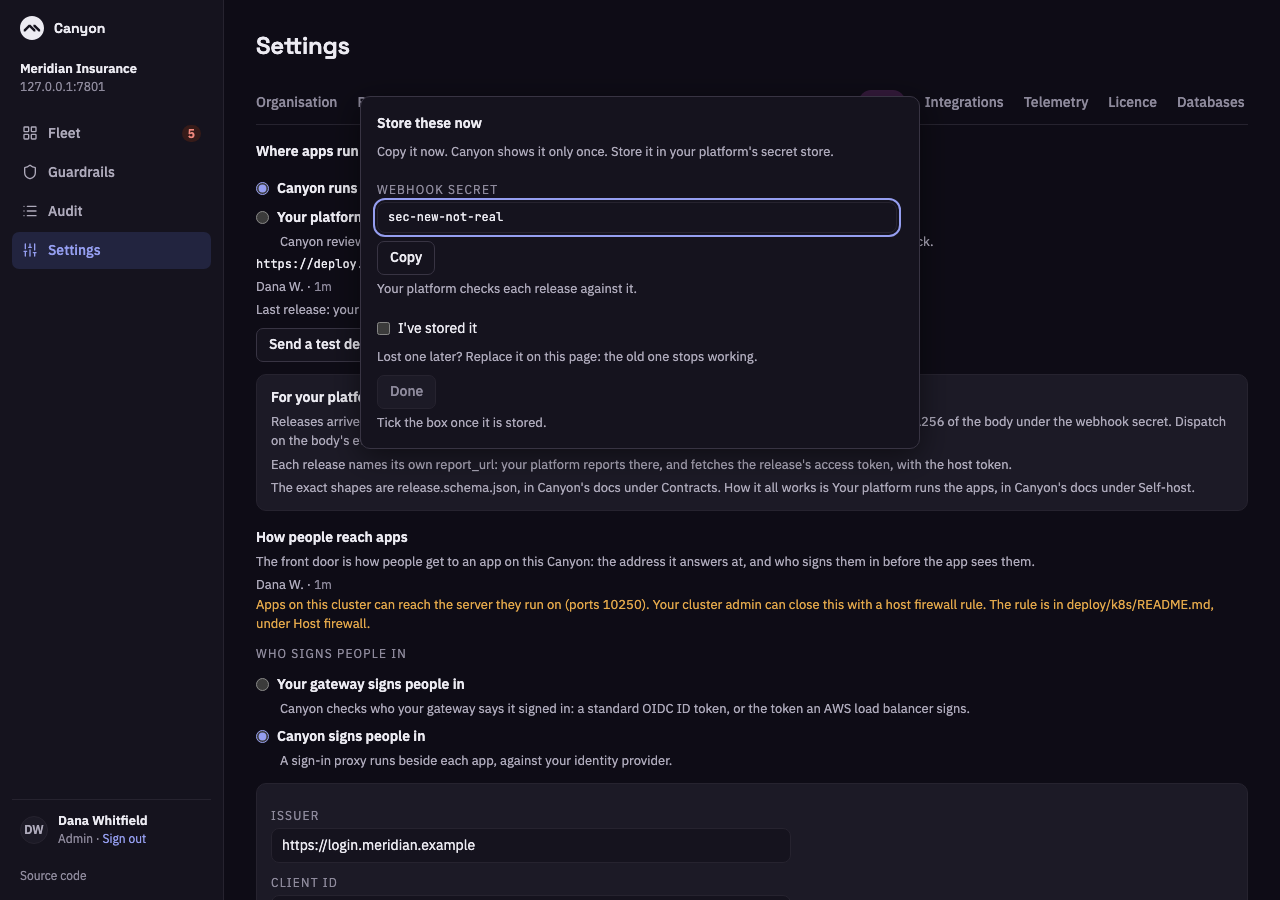 Canyon
Meridian Insurance
127.0.0.1:7801
Fleet 5
Guardrails
Audit
Settings
Dana Whitfield
DW
Admin · Sign out
Source code
Settings
Organisation Integrations Telemetry Licence Databases
Where apps run
Canyon runs
Your platform
Canyon
https://deploy.
Dana W. · 1m
Last release: your
Send a test
Store these now
Copy it now. Canyon shows it only once. Store it in your platform's secret store.
WEBHOOK SECRET
sec-new-not-real
Copy
Your platform checks each release against it.
I've stored it
Lost one later? Replace it on this page: the old one stops working.
Done
Tick the box once it is stored.
For your
Releases 256 of the body under the webhook secret. Dispatch
on the body's
Each release names its own report_url: your platform reports there, and fetches the release's access token, with the host token.
The exact shapes are release.schema.json, in Canyon's docs under Contracts. How it all works is Your platform runs the apps, in Canyon's docs under Self-host.
How people reach apps
The front door is how people get to an app on this Canyon: the address it answers at, and who signs them in before the app sees them.
Dana W. · 1m
Apps on this cluster can reach the server they run on (ports 10250). Your cluster admin can close this with a host firewall rule. The rule is in deploy/k8s/README.md,
under Host firewall.
WHO SIGNS PEOPLE IN
Your gateway signs people in
Canyon checks who your gateway says it signed in: a standard OIDC ID token, or the token an AWS load balancer signs.
Canyon signs people in
A sign-in proxy runs beside each app, against your identity provider.
ISSUER
https://login.meridian.example
CLIENT ID